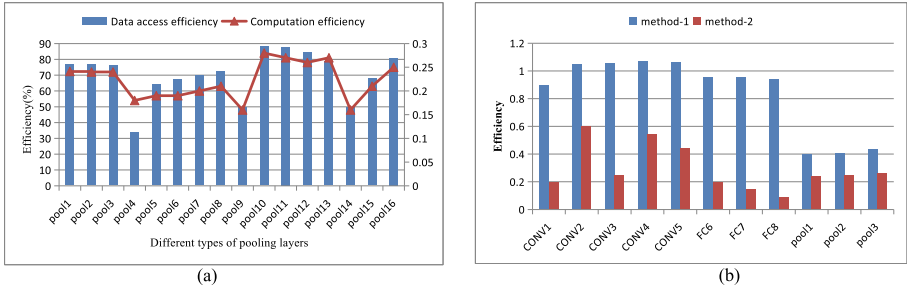 Data access efficiency
Computation efficiency
Efficiency(%)
90
80
70
60
50
40
30
20
10
0
0.3
0.25
0.2
0.15
0.1
0.05
0
pool1
pool2
pool3
pool4
pool5
pool6
pool7
pool8
pool9
pool10
pool11
pool12
pool13
pool14
pool15
pool16
Different types of pooling layers
(a)
method-1
method-2
Efficiency
1.2
1
0.8
0.6
0.4
0.2
0
CONV1
CONV2
CONV3
CONV4
CONV5
FC6
FC7
FC8
pool1
pool2
pool3
(b)